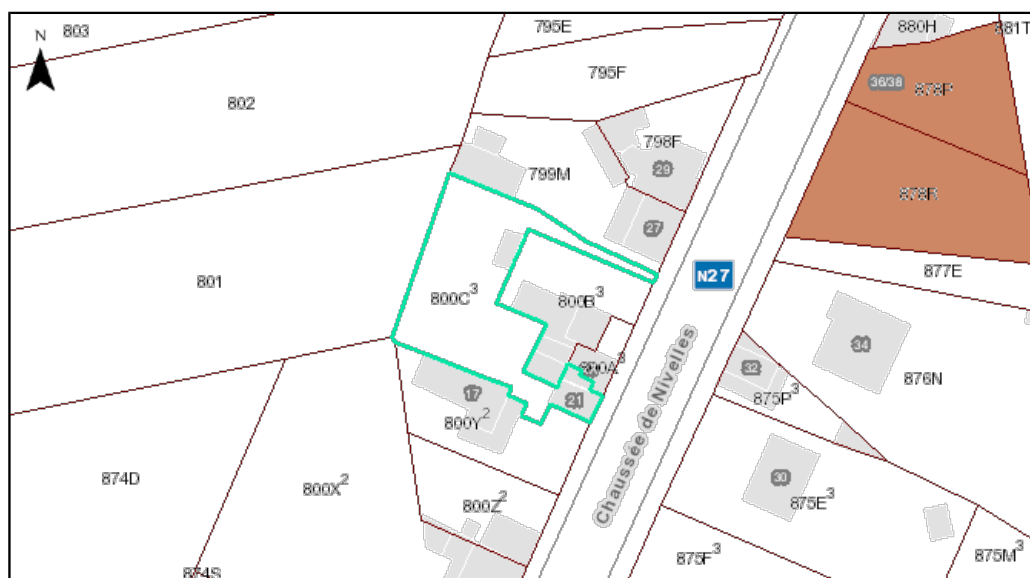 803
795E
880H
881T
N
795F
36/38
878P
802
798F
29
799M
878R
27
877E
801
800C³
800B³
N27
34
32
800A³
876N
17
21
875P³
800Y²
Chaussée de Nivelles
874D
800X²
30
875E³
800Z²
875F³
875M³
874S